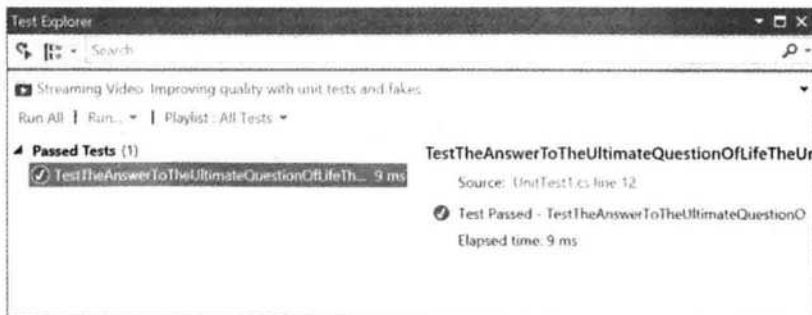 Test Explorer
Search
Streaming Video: Improving quality with unit tests and fakes
Run All | Run... | Playlist : All Tests
Passed Tests (1)
TestTheAnswerToTheUltimateQuestionOfLifeTh... 9 ms
TestTheAnswerToTheUltimateQuestionOfLifeTheUn
Source: UnitTest1.cs line 12
Test Passed - TestTheAnswerToTheUltimateQuestionO
Elapsed time: 9 ms